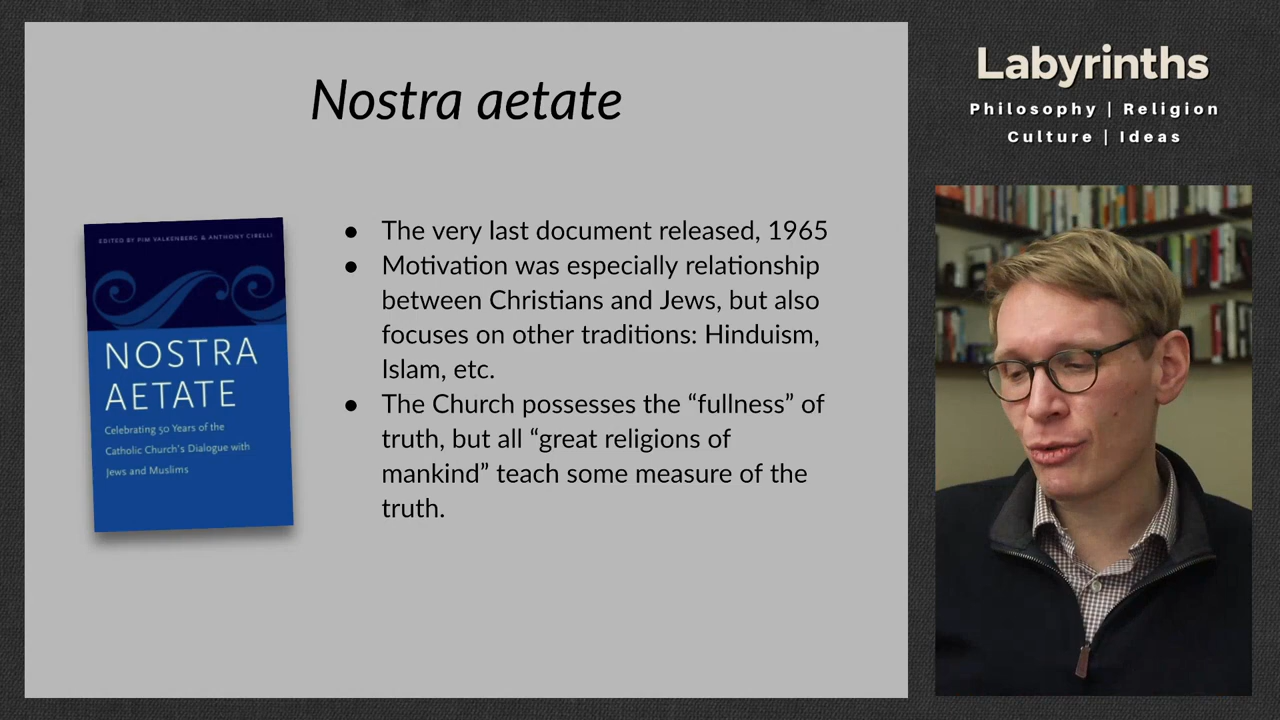 Nostra aetate
EDITED BY PIM VALKENBERG & ANTHONY CIRELLI
NOSTRA
AETATE
Celebrating 50 Years of the
Catholic Church's Dialogue with
Jews and Muslims
● The very last document released, 1965
● Motivation was especially relationship
between Christians and Jews, but also
focuses on other traditions: Hinduism,
Islam, etc.
● The Church possesses the “fullness” of
truth, but all “great religions of
mankind” teach some measure of the
truth.
Labyrinths
Philosophy | Religion
Culture | Ideas